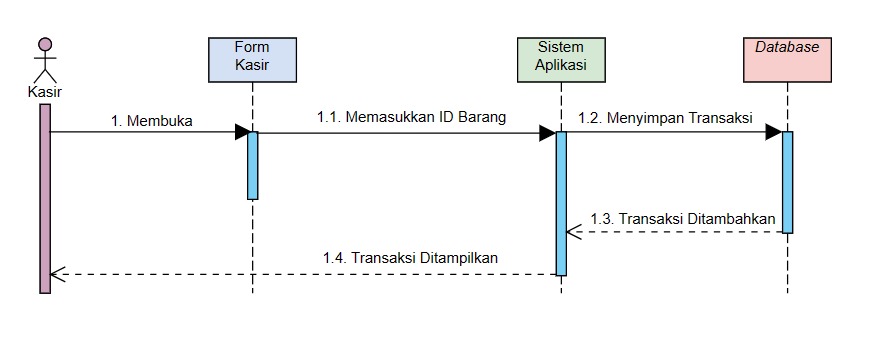 Form
Kasir
Sistem
Aplikasi
Database
Kasir
1. Membuka
1.1. Memasukkan ID Barang
1.2. Menyimpan Transaksi
1.3. Transaksi Ditambahkan
1.4. Transaksi Ditampilkan